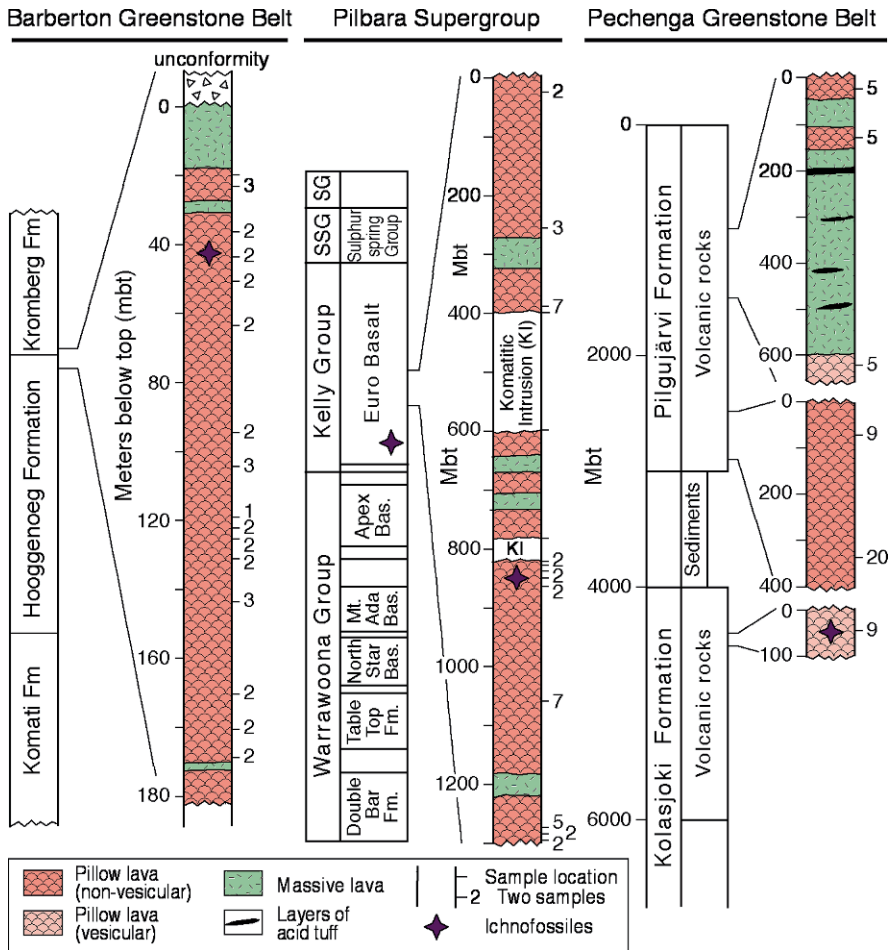 Barberton Greenstone Belt
unconformity
0
3
2
40
2
2
2
80
2
3
1
120
2
2
2
3
160
2
2
2
180
Meters below top (mbt)
Kromberg Fm
Hooggenoeg Formation
Komati Fm
Pilbara Supergroup
SG
SSG
Sulphur
spring
Group
Kelly Group
Euro Basalt
Warrawoona Group
Apex
Bas.
Mt.
Ada
Bas.
North
Star
Bas.
Table
Top
Fm.
Double
Bar
Fm.
0
2
200
3
Mbt
7
400
Komatitic
Intrusion (KI)
600
Mbt
800
KI
2
2
2
1000
7
1200
5
2
2
Pechenga Greenstone Belt
0
2000
Mbt
4000
6000
Pilgujärvi Formation
Volcanic rocks
Sediments
Kolasjoki Formation
Volcanic rocks
0
5
5
200
400
600
5
0
9
200
20
400
0
9
100
Pillow lava
(non-vesicular)
Massive lava
Sample location
2 Two samples
Pillow lava
(vesicular)
Layers of
acid tuff
Ichnofossiles